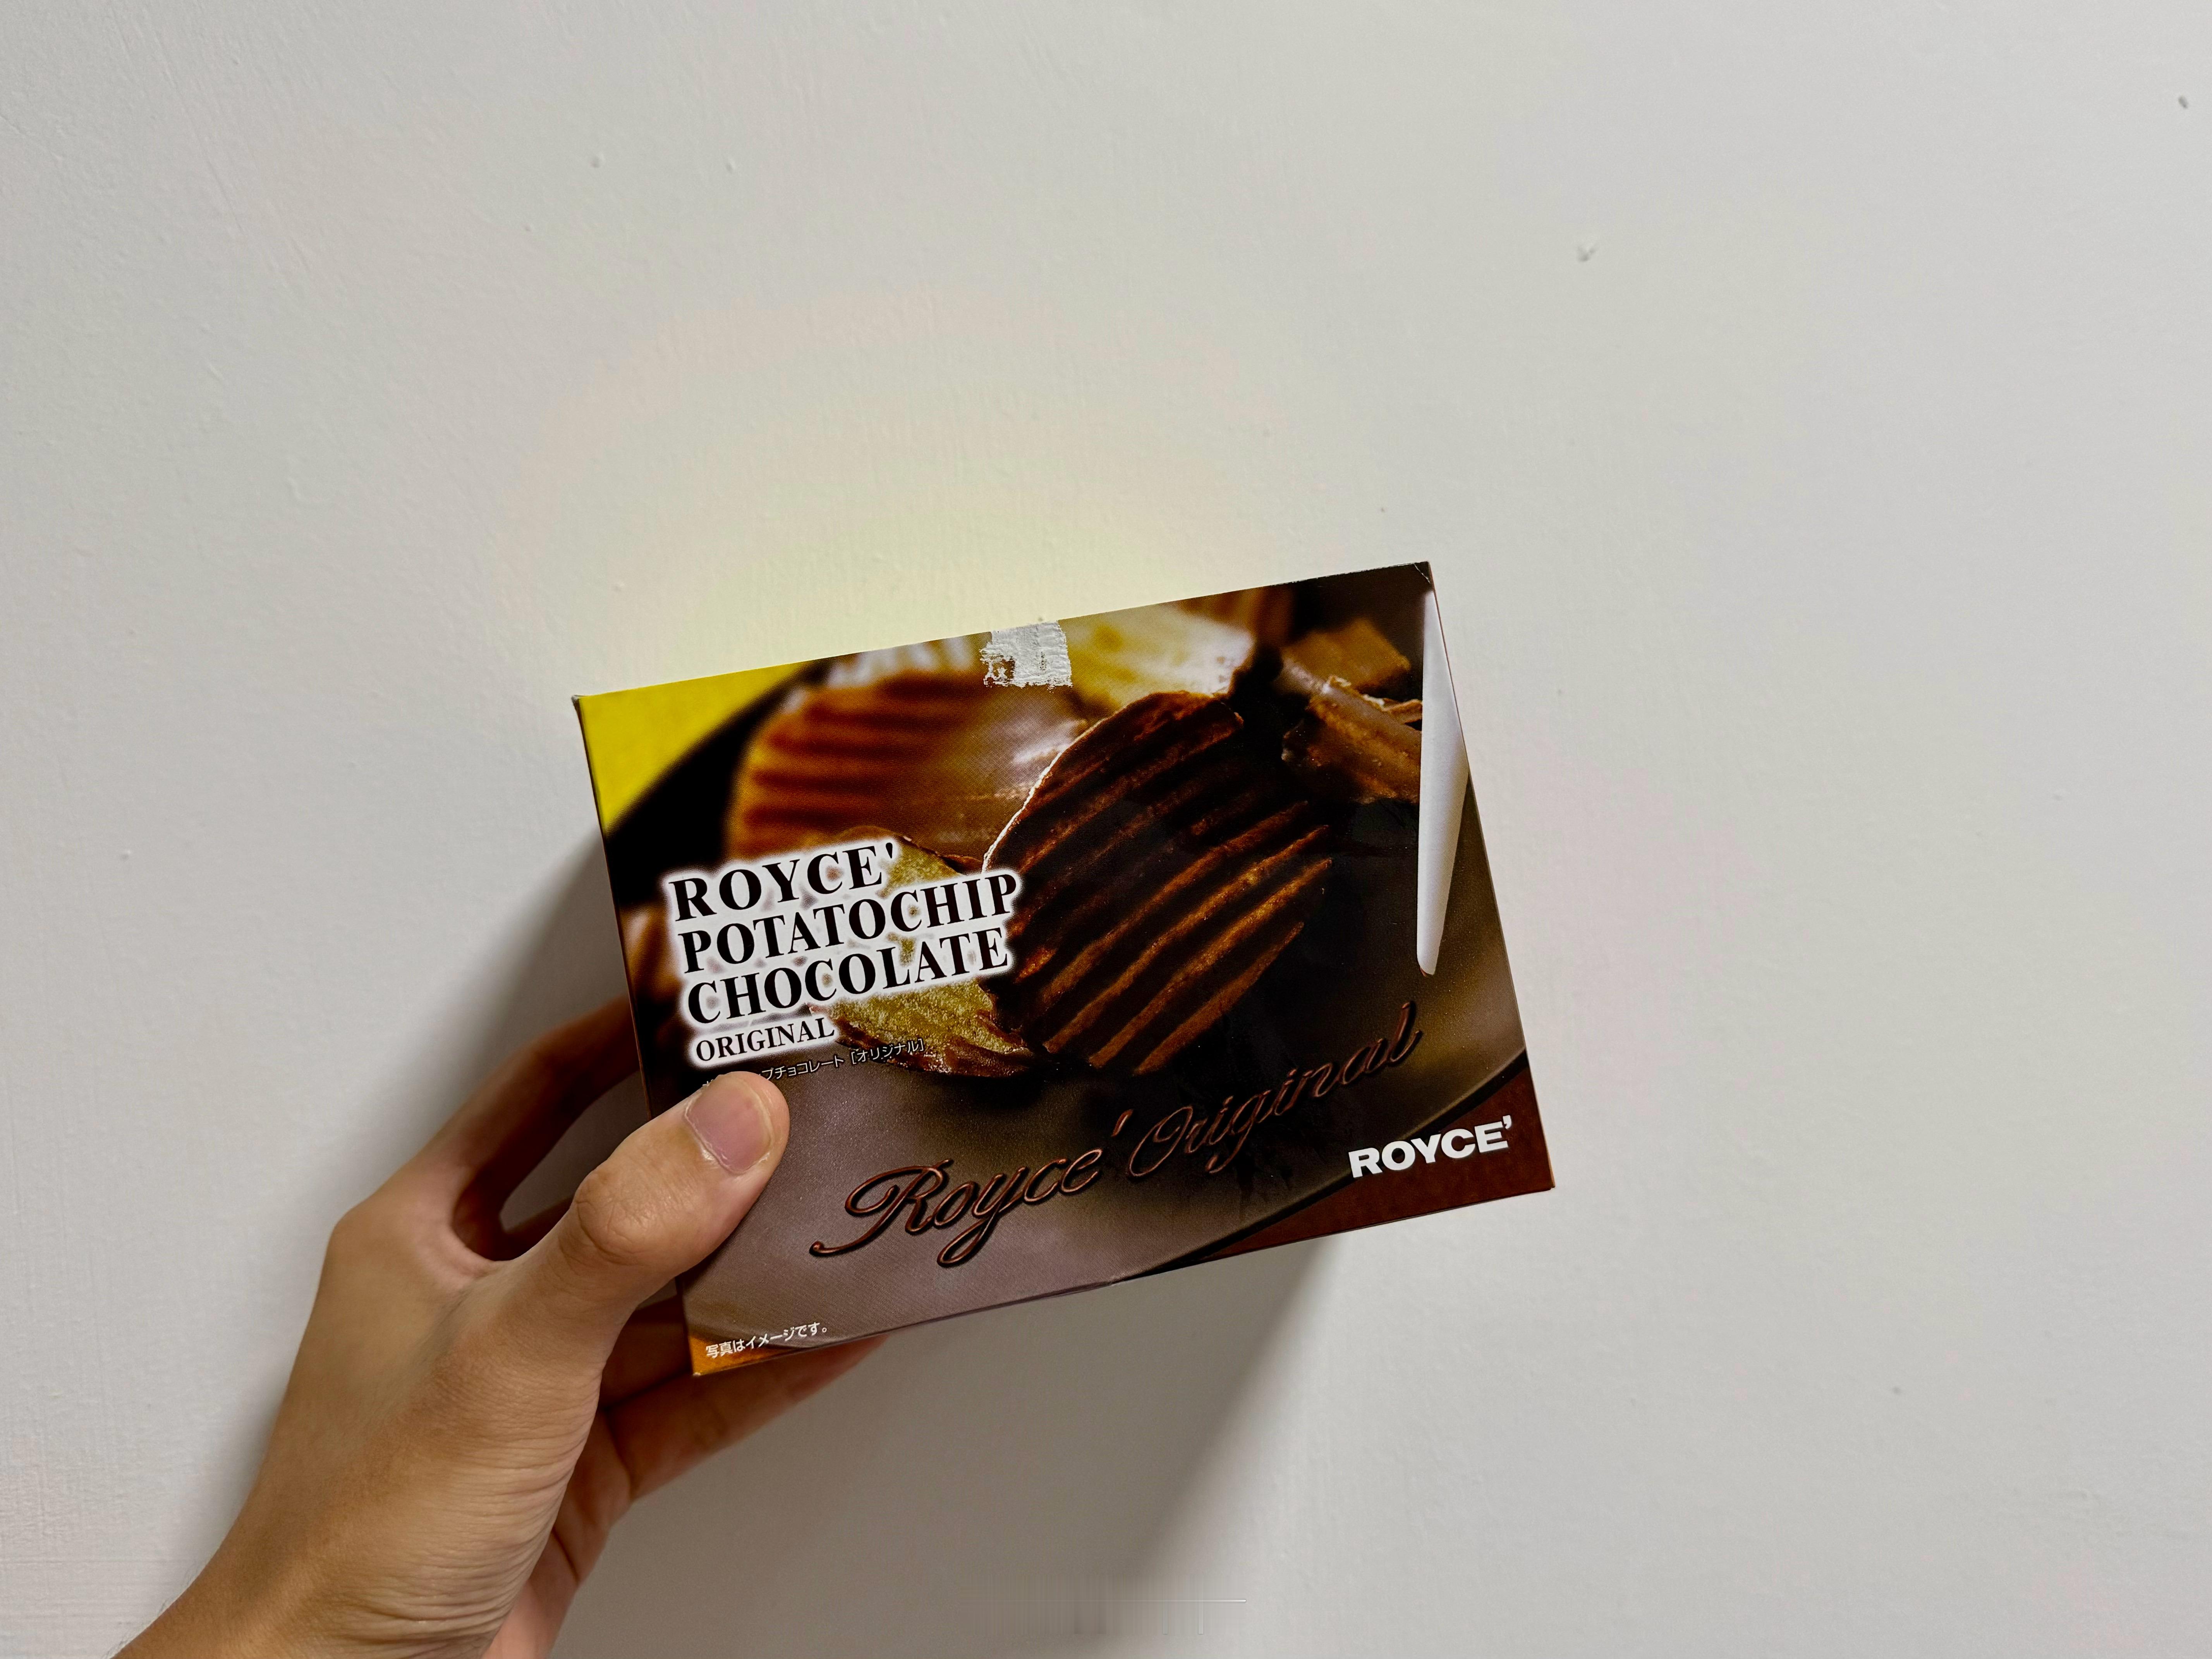 ROYCE'
POTATOCHIP
CHOCOLATE
ORIGINAL
プチョコレート [オリジナル]
Royce' Original
ROYCE'
写真はイメージです。